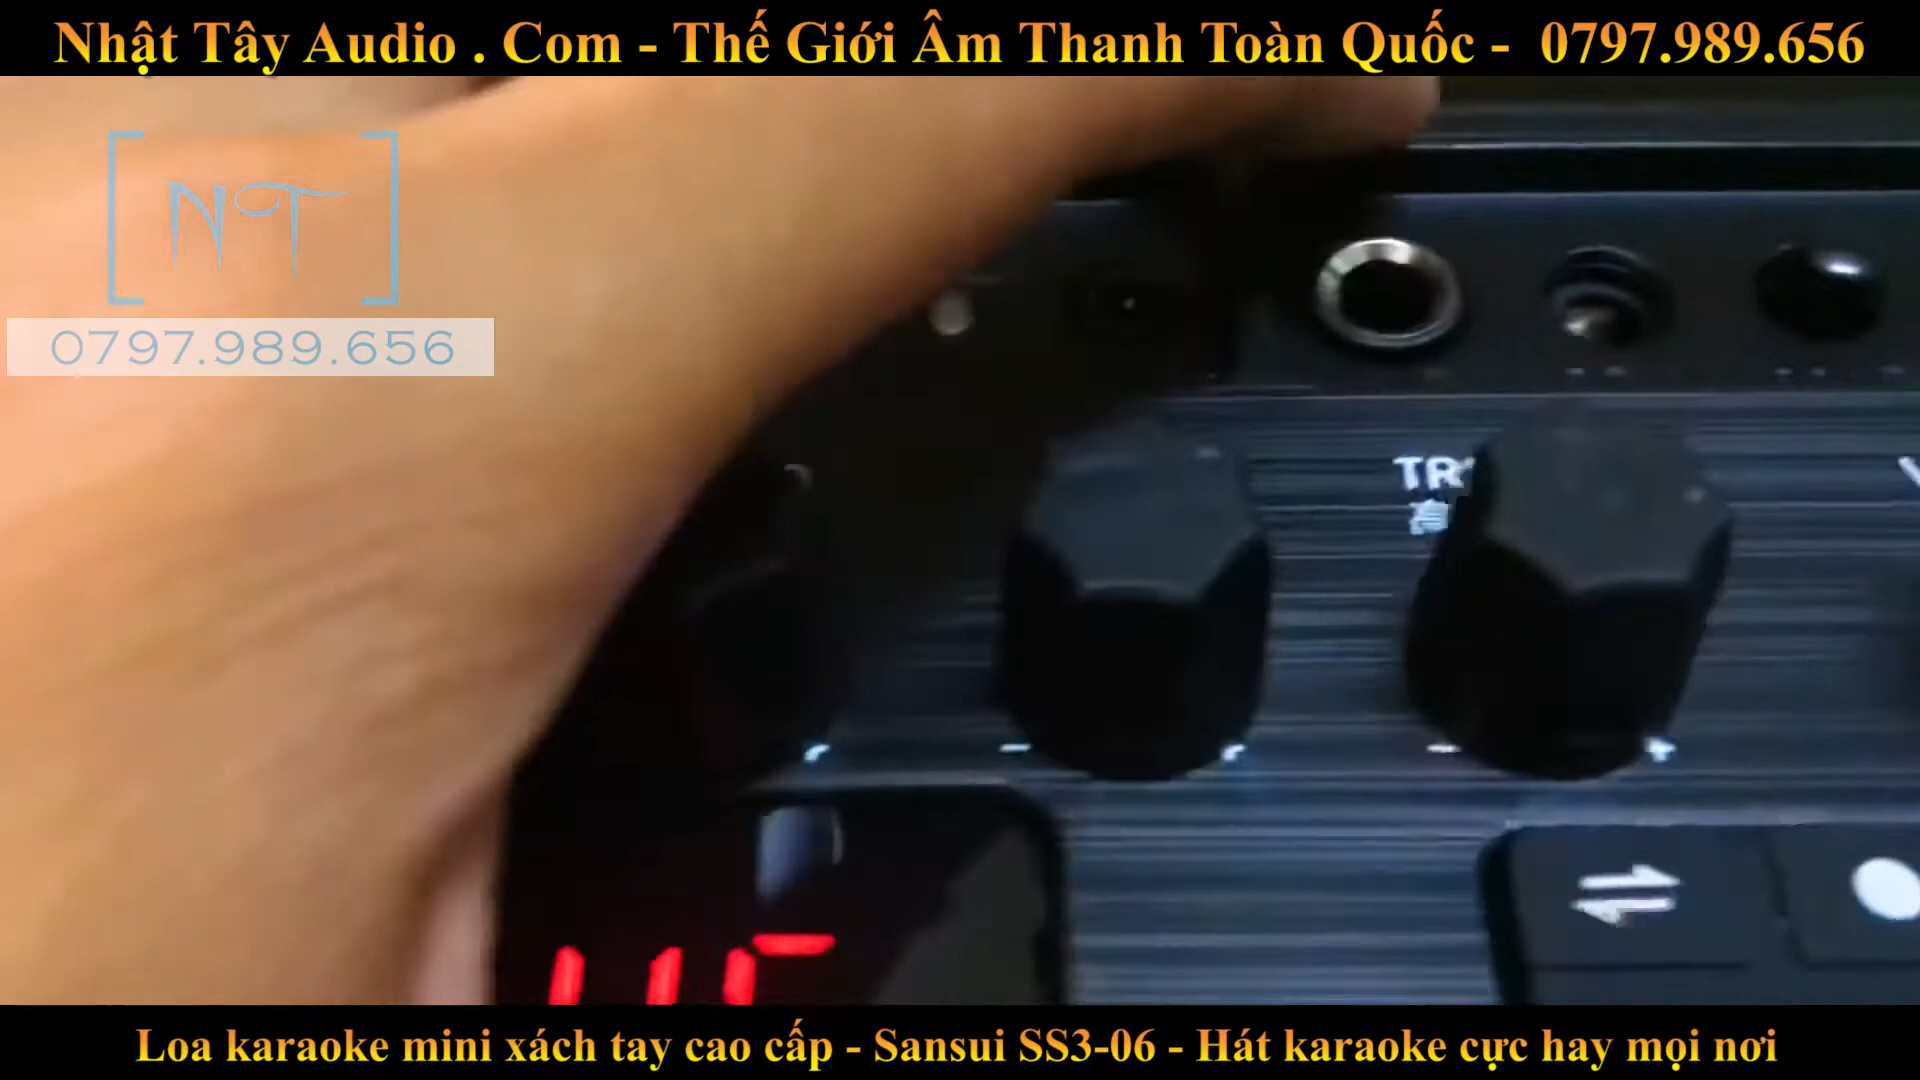 Nhật Tây Audio . Com - Thế Giới Âm Thanh Toàn Quốc - 0797.989.656
NT
0797.989.656
TR
Loa karaoke mini xách tay cao cấp - Sansui SS3-06 - Hát karaoke cực hay mọi nơi